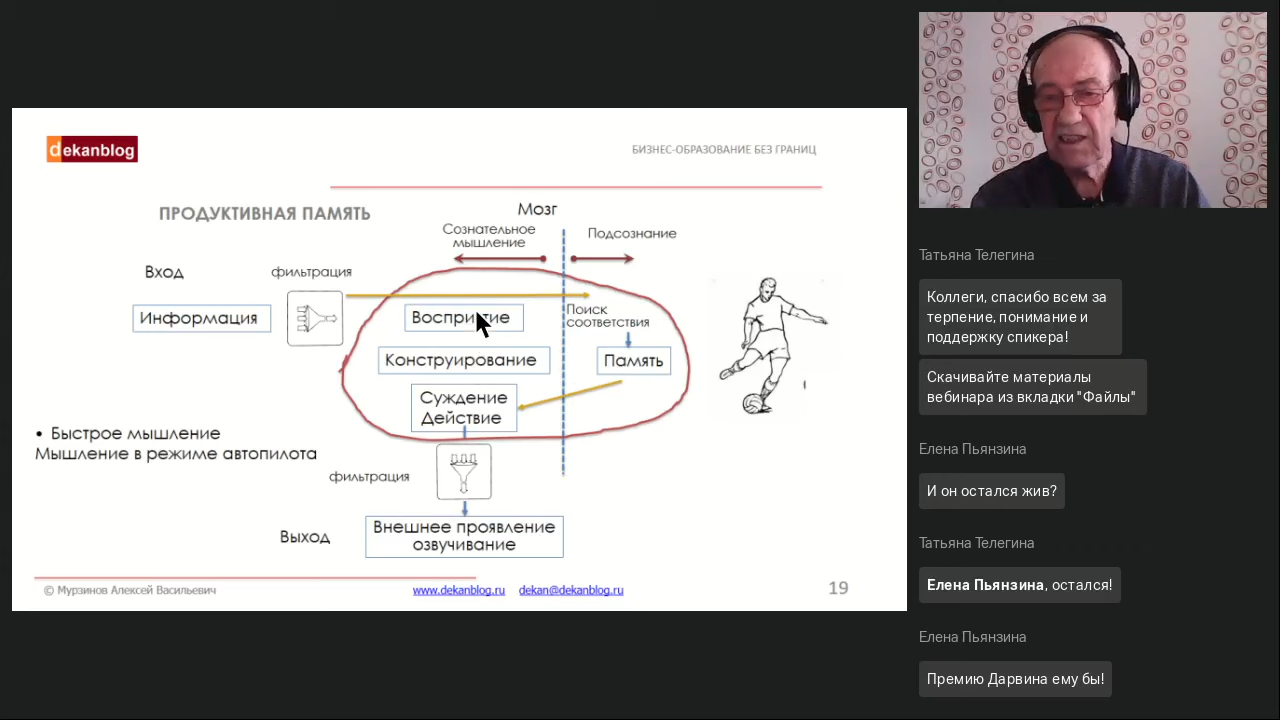 dekanblog
БИЗНЕС-ОБРАЗОВАНИЕ БЕЗ ГРАНИЦ
ПРОДУКТИВНАЯ ПАМЯТЬ
Мозг
Сознательное
мышление
Подсознание
Вход
фильтрация
Информация
Восприятие
Поиск
соответствия
Конструирование
Память
Суждение
Действие
• Быстрое мышление
Мышление в режиме автопилота
фильтрация
Выход
Внешнее проявление
озвучивание
© Мурзинов Алексей Васильевич
www.dekanblog.ru dekan@dekanblog.ru
19
Татьяна Телегина
Коллеги, спасибо всем за
терпение, понимание и
поддержку спикера!
Скачивайте материалы
вебинара из вкладки "Файлы"
Елена Пьянзина
И он остался жив?
Татьяна Телегина
Елена Пьянзина, остался!
Елена Пьянзина
Премию Дарвина ему бы!